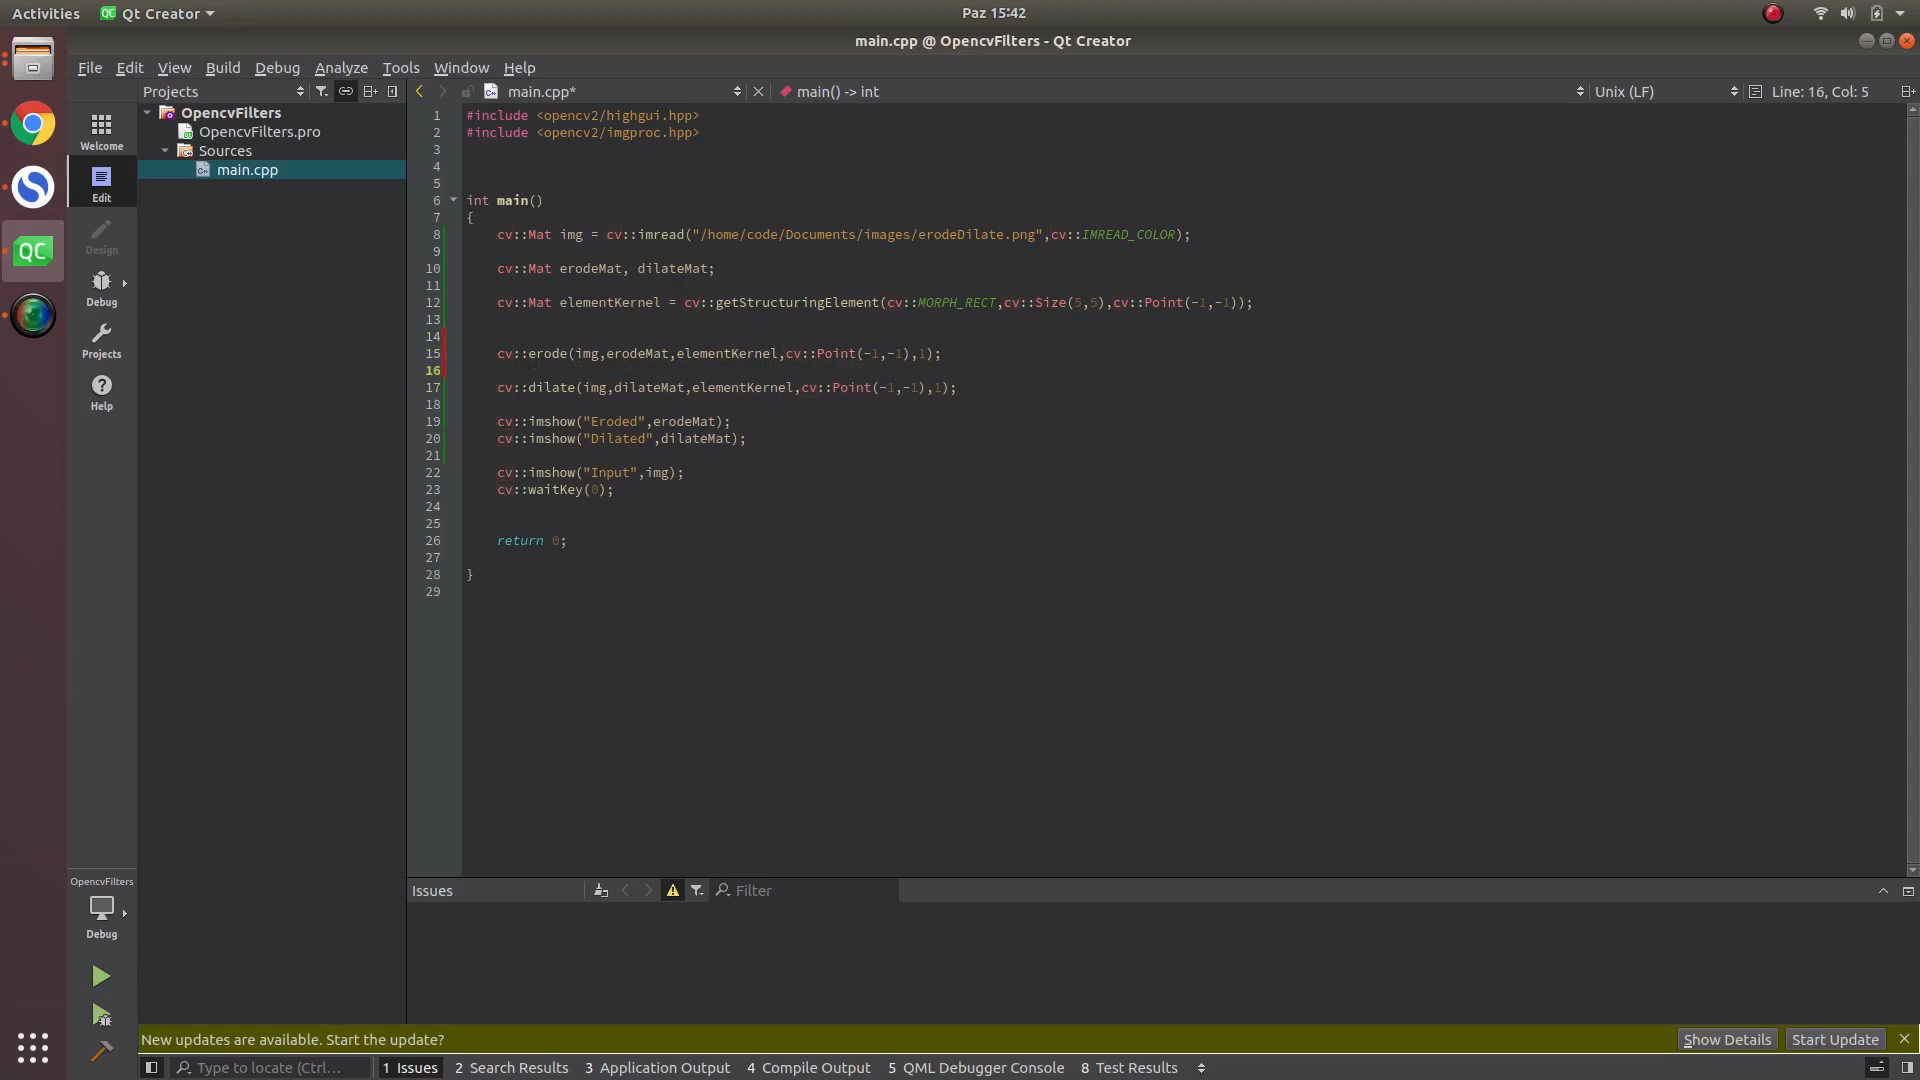 Activities Qt Creator Paz 15:42
main.cpp @ OpencvFilters - Qt Creator
File Edit View Build Debug Analyze Tools Window Help
Projects main.cpp* main() -> int Unix (LF) Line: 16, Col: 5
OpencvFilters
OpencvFilters.pro
Sources
main.cpp
Welcome
Edit
Design
Debug
Projects
Help
1 #include <opencv2/highgui.hpp>
2 #include <opencv2/imgproc.hpp>
3
4
5
6 int main()
7 {
8 cv::Mat img = cv::imread("/home/code/Documents/images/erodeDilate.png",cv::IMREAD_COLOR);
9
10 cv::Mat erodeMat, dilateMat;
11
12 cv::Mat elementKernel = cv::getStructuringElement(cv::MORPH_RECT,cv::Size(5,5),cv::Point(-1,-1));
13
14
15 cv::erode(img,erodeMat,elementKernel,cv::Point(-1,-1),1);
16
17 cv::dilate(img,dilateMat,elementKernel,cv::Point(-1,-1),1);
18
19 cv::imshow("Eroded",erodeMat);
20 cv::imshow("Dilated",dilateMat);
21
22 cv::imshow("Input",img);
23 cv::waitKey(0);
24
25
26 return 0;
27
28 }
29
OpencvFilters
Debug
Issues Filter
New updates are available. Start the update? Show Details Start Update
Type to locate (Ctrl... 1 Issues 2 Search Results 3 Application Output 4 Compile Output 5 QML Debugger Console 8 Test Results